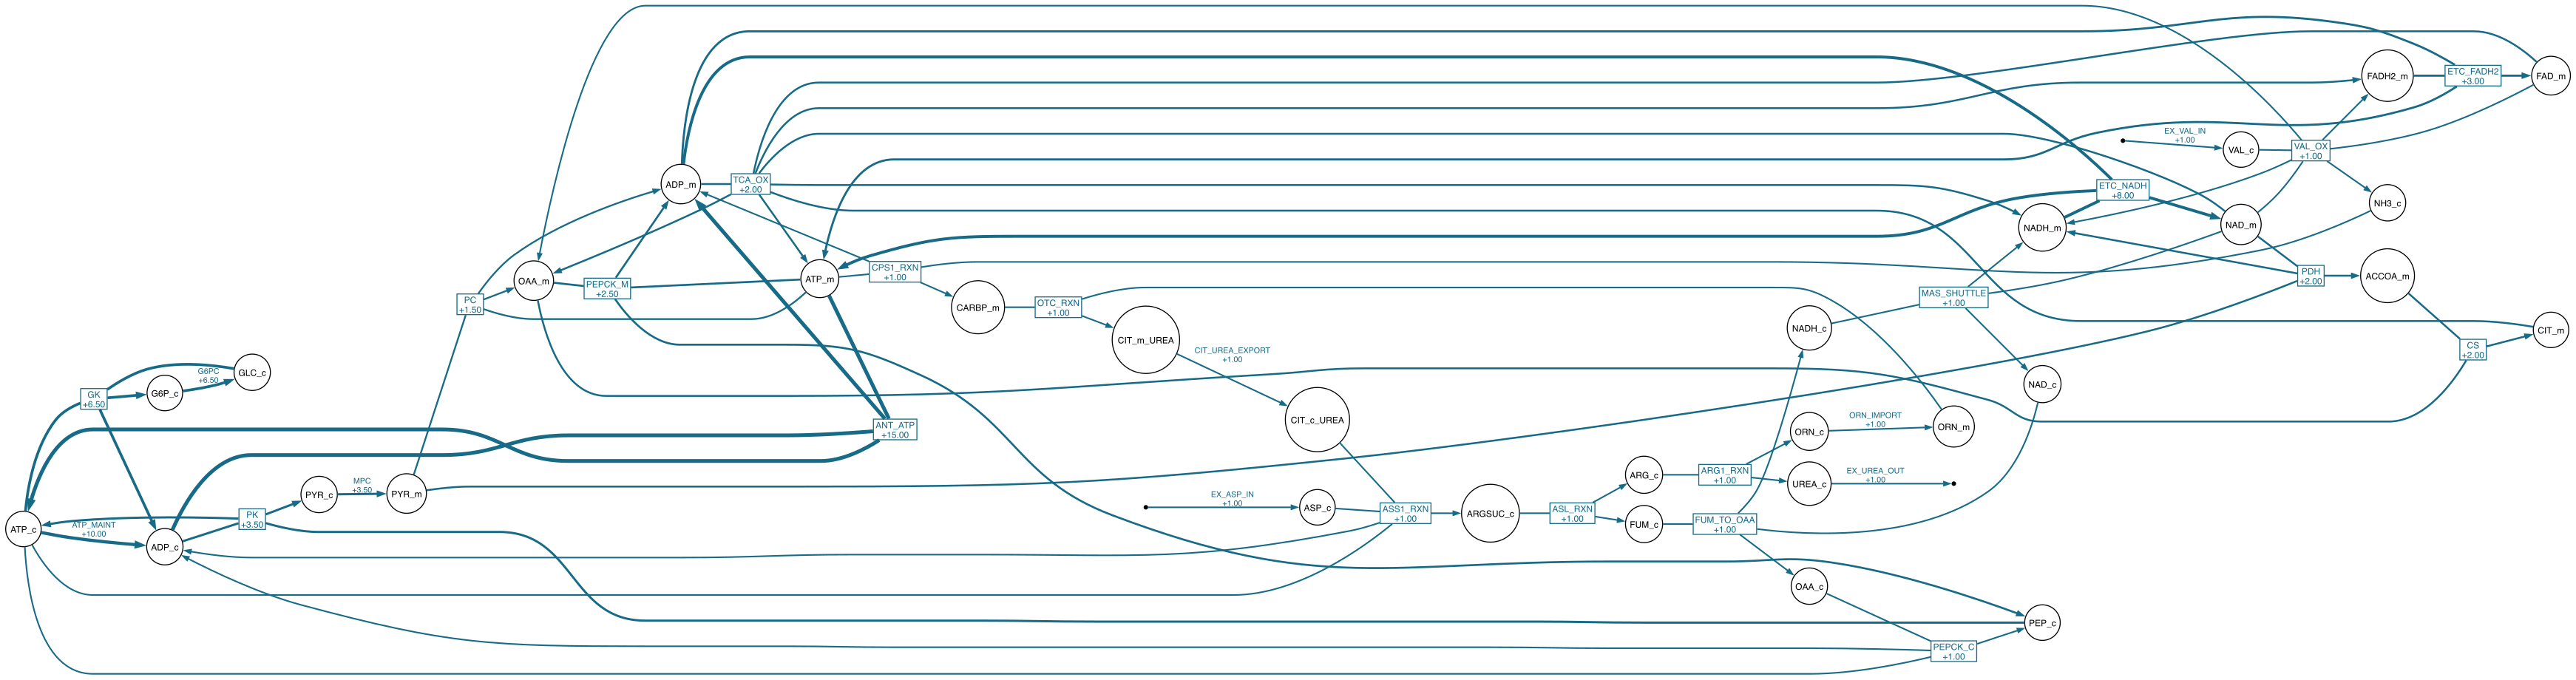 FADH2_m
ETC_FADH2
+3.00
FAD_m
EX_VAL_IN
+1.00
VAL_c
VAL_OX
+1.00
ADP_m
TCA_OX
+2.00
ETC_NADH
+8.00
NH3_c
NADH_m
NAD_m
OAA_m
PEPCK_M
+2.50
ATP_m
CPS1_RXN
+1.00
PDH
+2.00
ACCOA_m
PC
+1.50
CARBP_m
OTC_RXN
+1.00
MAS_SHUTTLE
+1.00
CIT_m_UREA
NADH_c
CIT_m
CIT_UREA_EXPORT
+1.00
CS
+2.00
GLC_c
G6PC
+6.50
GK
+6.50
G6P_c
NAD_c
CIT_c_UREA
ANT_ATP
+15.00
ORN_c
ORN_IMPORT
+1.00
ORN_m
ARG_c
ARG1_RXN
+1.00
UREA_c
EX_UREA_OUT
+1.00
PYR_c
MPC
+3.50
PYR_m
EX_ASP_IN
+1.00
ASP_c
ASS1_RXN
+1.00
ARGSUC_c
ASL_RXN
+1.00
FUM_c
FUM_TO_OAA
+1.00
ATP_c
ATP_MAINT
+10.00
ADP_c
PK
+3.50
OAA_c
PEP_c
PEPCK_C
+1.00